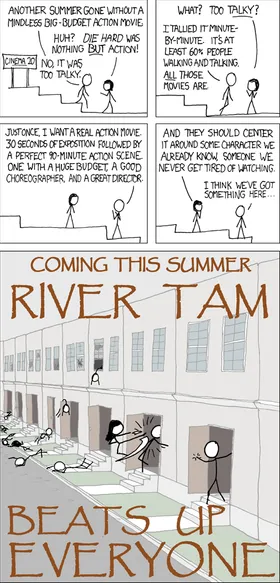 ANOTHER SUMMER GONE WITHOUT A
MINDLESS BIG-BUDGET ACTION MOVIE.
HUH? DIE HARD WAS
NOTHING BUT ACTION!
CINEMA 20
NO, IT WAS
TOO TALKY.
WHAT? TOO TALKY?
I TALLIED IT MINUTE-
BY-MINUTE. IT'S AT
LEAST 60% PEOPLE
WALKING AND TALKING.
ALL THOSE
MOVIES ARE.
JUST ONCE, I WANT A REAL ACTION MOVIE.
30 SECONDS OF EXPOSITION FOLLOWED BY
A PERFECT 90-MINUTE ACTION SCENE.
ONE WITH A HUGE BUDGET, A GOOD
CHOREOGRAPHER, AND A GREAT DIRECTOR.
AND THEY SHOULD CENTER
IT AROUND SOME CHARACTER WE
ALREADY KNOW. SOMEONE WE
NEVER GET TIRED OF WATCHING.
I THINK WE'VE GOT
SOMETHING HERE...
COMING THIS SUMMER
RIVER TAM
BEATS UP
EVERYONE